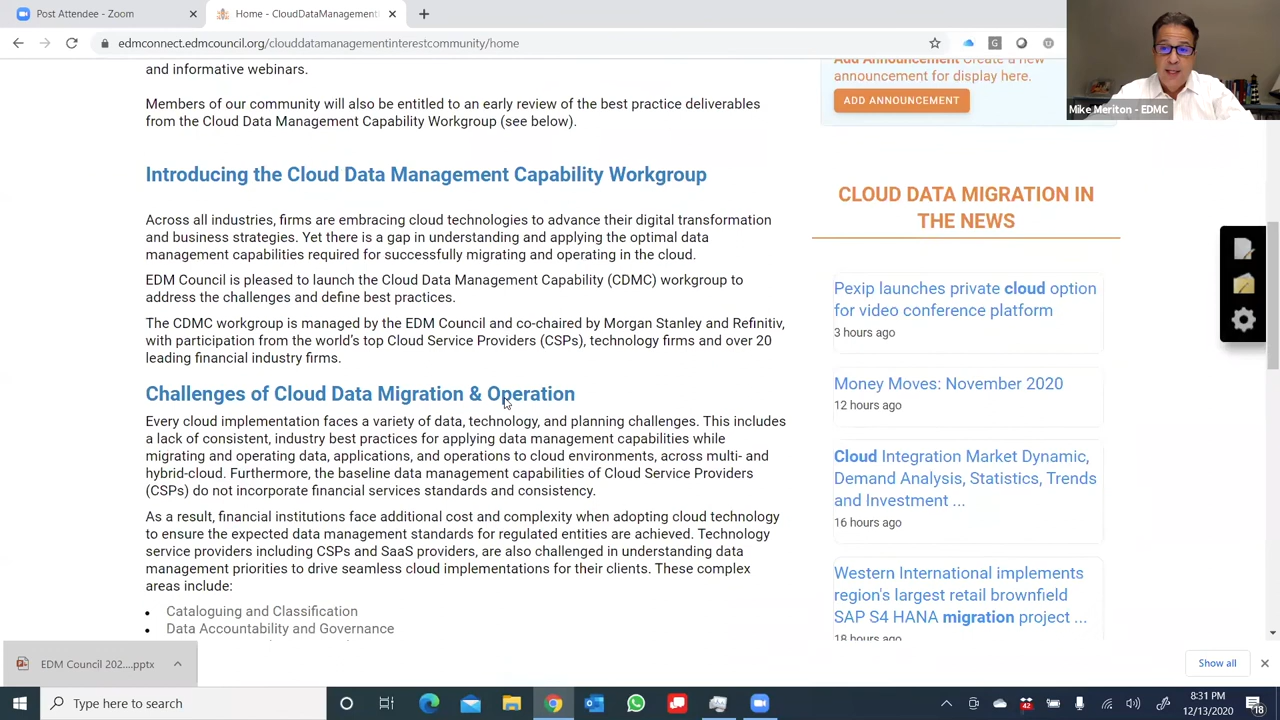 Post Attendee - Zoom
Home - CloudDataManagement
edmconnect.edmcouncil.org/clouddatamanagementinterestcommunity/home
and informative webinars.
Members of our community will also be entitled to an early review of the best practice deliverables
from the Cloud Data Management Capability Workgroup (see below).
Introducing the Cloud Data Management Capability Workgroup
Across all industries, firms are embracing cloud technologies to advance their digital transformation
and business strategies. Yet there is a gap in understanding and applying the optimal data
management capabilities required for successfully migrating and operating in the cloud.
EDM Council is pleased to launch the Cloud Data Management Capability (CDMC) workgroup to
address the challenges and define best practices.
The CDMC workgroup is managed by the EDM Council and co-chaired by Morgan Stanley and Refinitiv,
with participation from the world's top Cloud Service Providers (CSPs), technology firms and over 20
leading financial industry firms.
Challenges of Cloud Data Migration & Operation
Every cloud implementation faces a variety of data, technology, and planning challenges. This includes
a lack of consistent, industry best practices for applying data management capabilities while
migrating and operating data, applications, and operations to cloud environments, across multi- and
hybrid-cloud. Furthermore, the baseline data management capabilities of Cloud Service Providers
(CSPs) do not incorporate financial services standards and consistency.
As a result, financial institutions face additional cost and complexity when adopting cloud technology
to ensure the expected data management standards for regulated entities are achieved. Technology
service providers including CSPs and SaaS providers, are also challenged in understanding data
management priorities to drive seamless cloud implementations for their clients. These complex
areas include:
• Cataloguing and Classification
• Data Accountability and Governance
Add Announcement Create a new
announcement for display here.
ADD ANNOUNCEMENT
CLOUD DATA MIGRATION IN
THE NEWS
Pexip launches private cloud option
for video conference platform
3 hours ago
Money Moves: November 2020
12 hours ago
Cloud Integration Market Dynamic,
Demand Analysis, Statistics, Trends
and Investment ...
16 hours ago
Western International implements
region's largest retail brownfield
SAP S4 HANA migration project ...
18 hours ago
Mike Meriton - EDMC
EDM Council 202....pptx
Show all
Type here to search
42
8:31 PM
12/13/2020
18